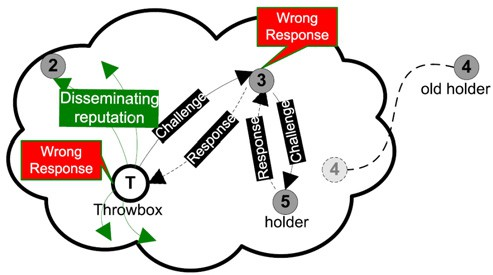 Wrong
Response
2
3
4
old holder
Disseminating
reputation
Challenge
Response
Response
Challenge
Wrong
Response
4
T
Throwbox
5
holder